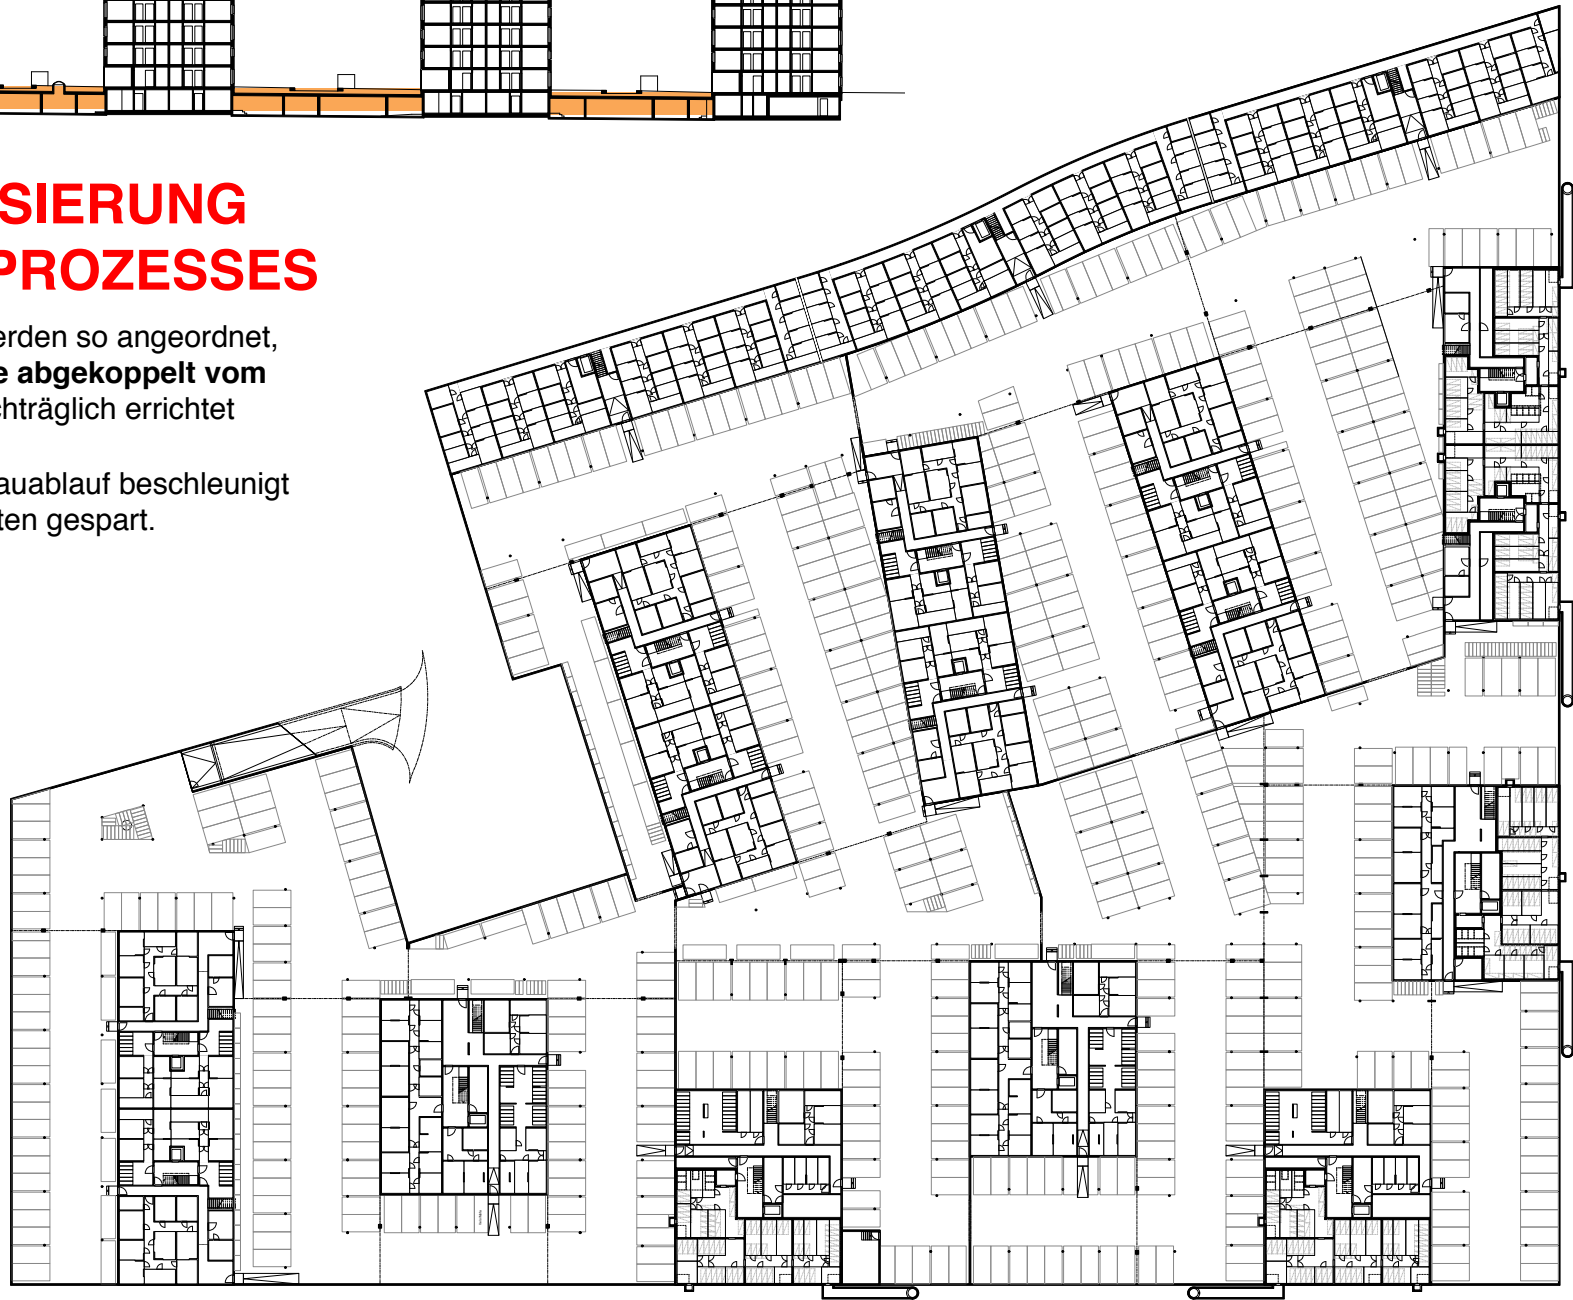 SIERUNG
PROZESSES
erden so angeordnet,
e abgekoppelt vom
chträglich errichtet
auablauf beschleunigt
ten gespart.